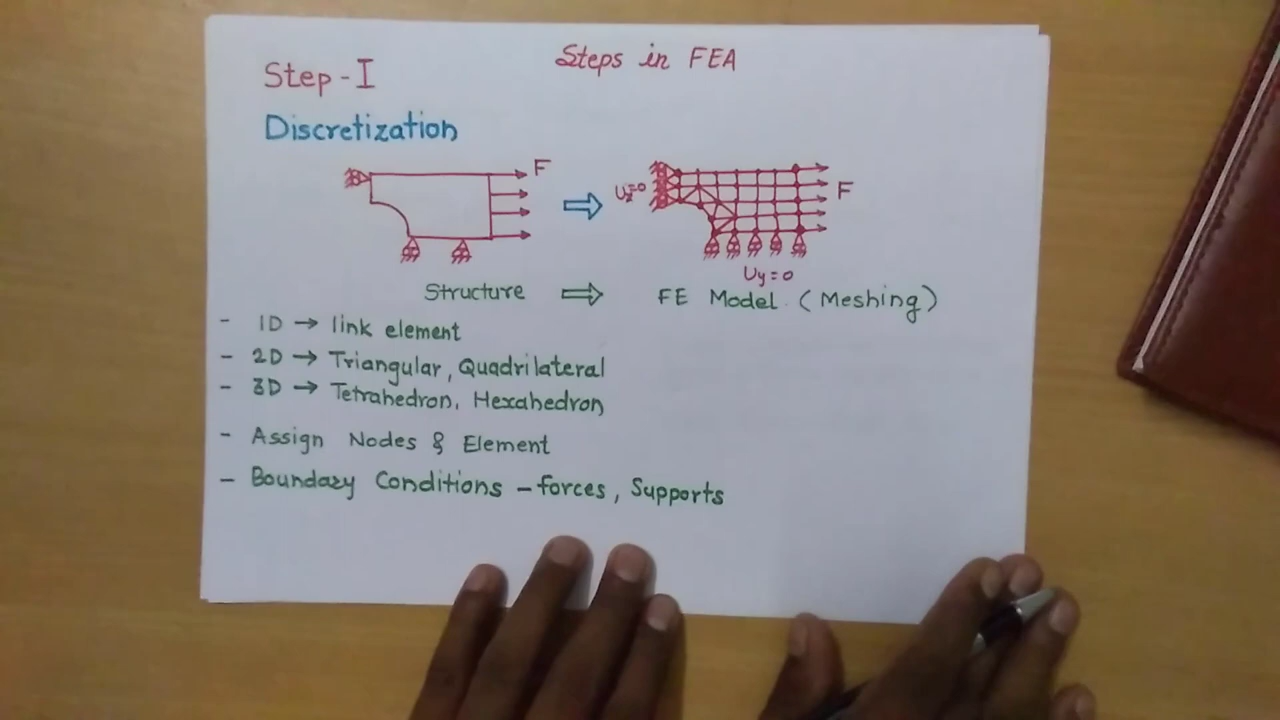 Steps in FEA
Step - I
Discretization
F
Ux=0
F
Uy=0
Structure ⇒ FE Model. (Meshing)
- 1D → link element
- 2D → Triangular, Quadrilateral
- 3D → Tetrahedron, Hexahedron
- Assign Nodes & Element
- Boundary Conditions - forces, Supports